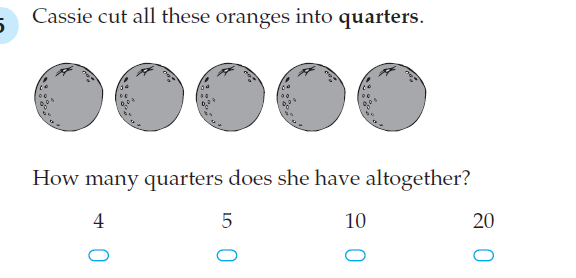 5
Cassie cut all these oranges into quarters.
How many quarters does she have altogether?
4 5 10 20